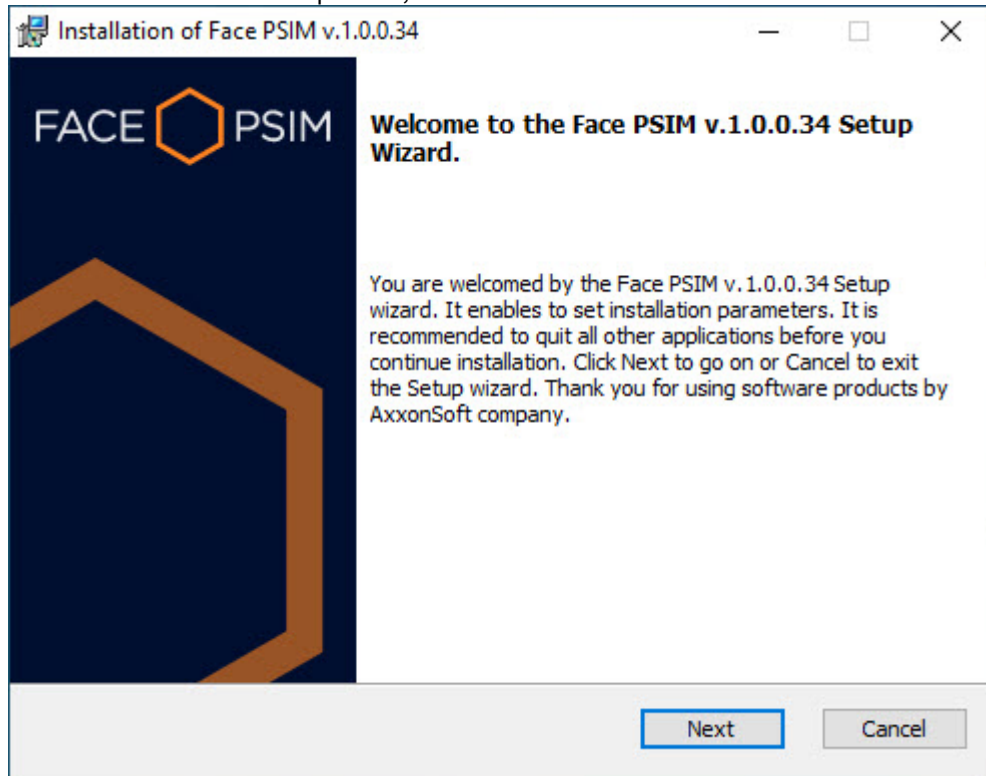 Installation of Face PSIM v.1.0.0.34
FACE PSIM
Welcome to the Face PSIM v.1.0.0.34 Setup
Wizard.
You are welcomed by the Face PSIM v.1.0.0.34 Setup
wizard. It enables to set installation parameters. It is
recommended to quit all other applications before you
continue installation. Click Next to go on or Cancel to exit
the Setup wizard. Thank you for using software products by
AxxonSoft company.
Next
Cancel